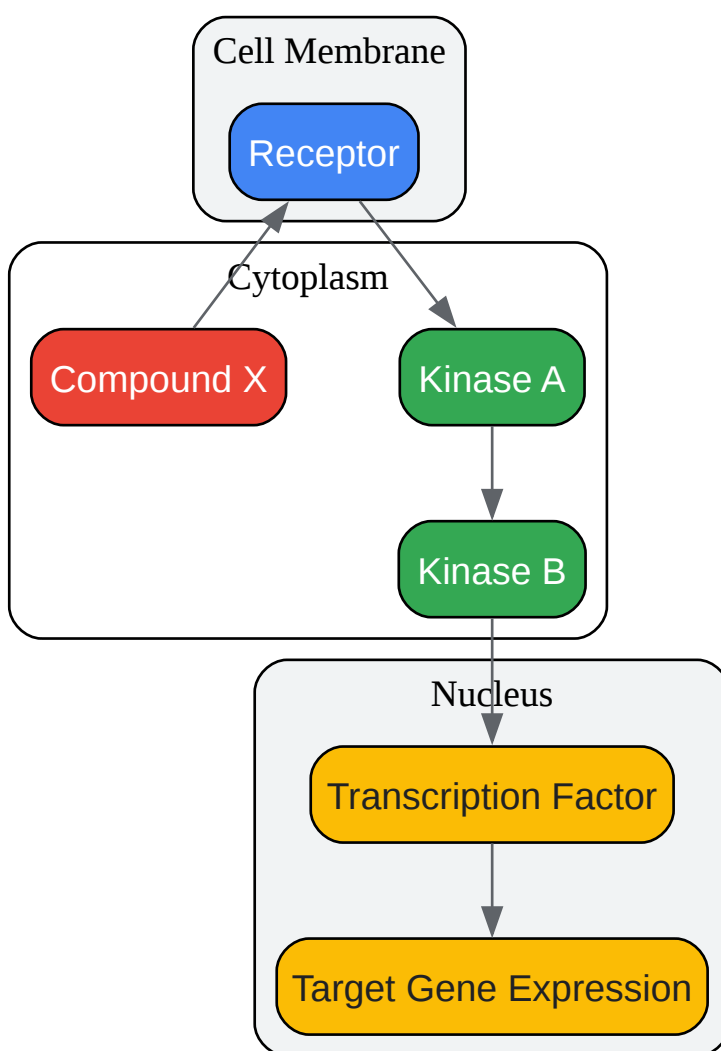 Cell Membrane
Receptor
Cytoplasm
Compound X
Kinase A
Kinase B
Nucleus
Transcription Factor
Target Gene Expression